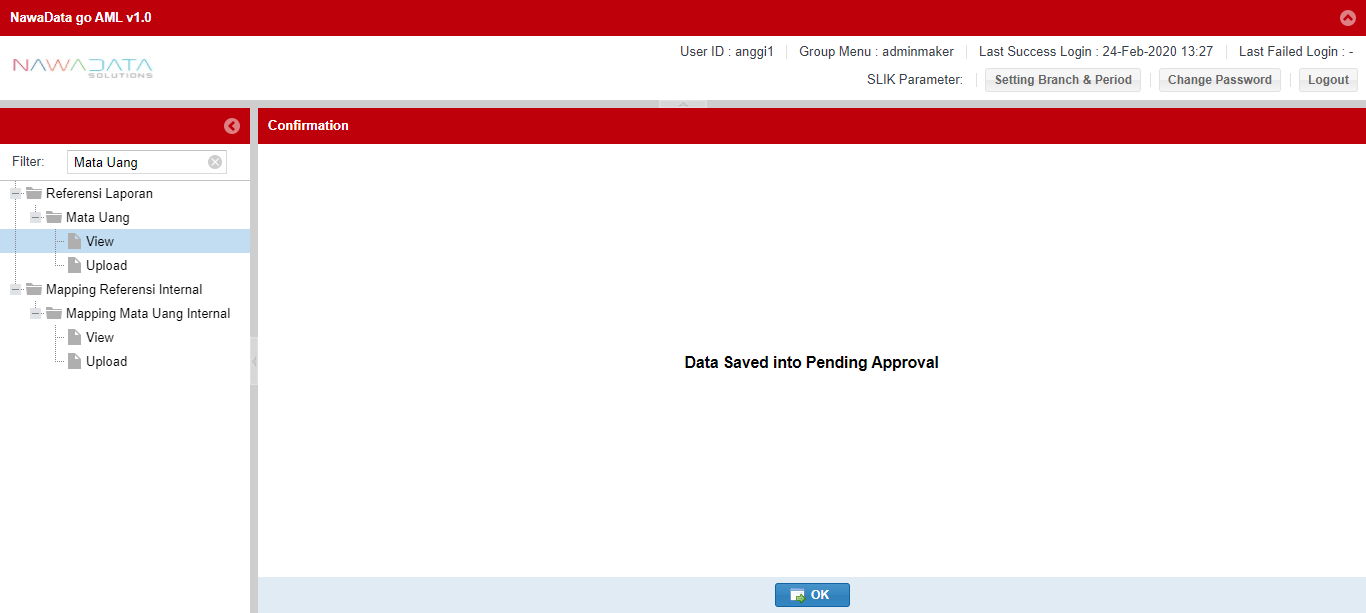 NawaData go AML v1.0
NAWADATA
SOLUTIONS
User ID : anggi1 Group Menu : adminmaker Last Success Login : 24-Feb-2020 13:27 Last Failed Login : -
SLIK Parameter: Setting Branch & Period Change Password Logout
Confirmation
Filter: Mata Uang
Referensi Laporan
Mata Uang
View
Upload
Mapping Referensi Internal
Mapping Mata Uang Internal
View
Upload
Data Saved into Pending Approval
OK